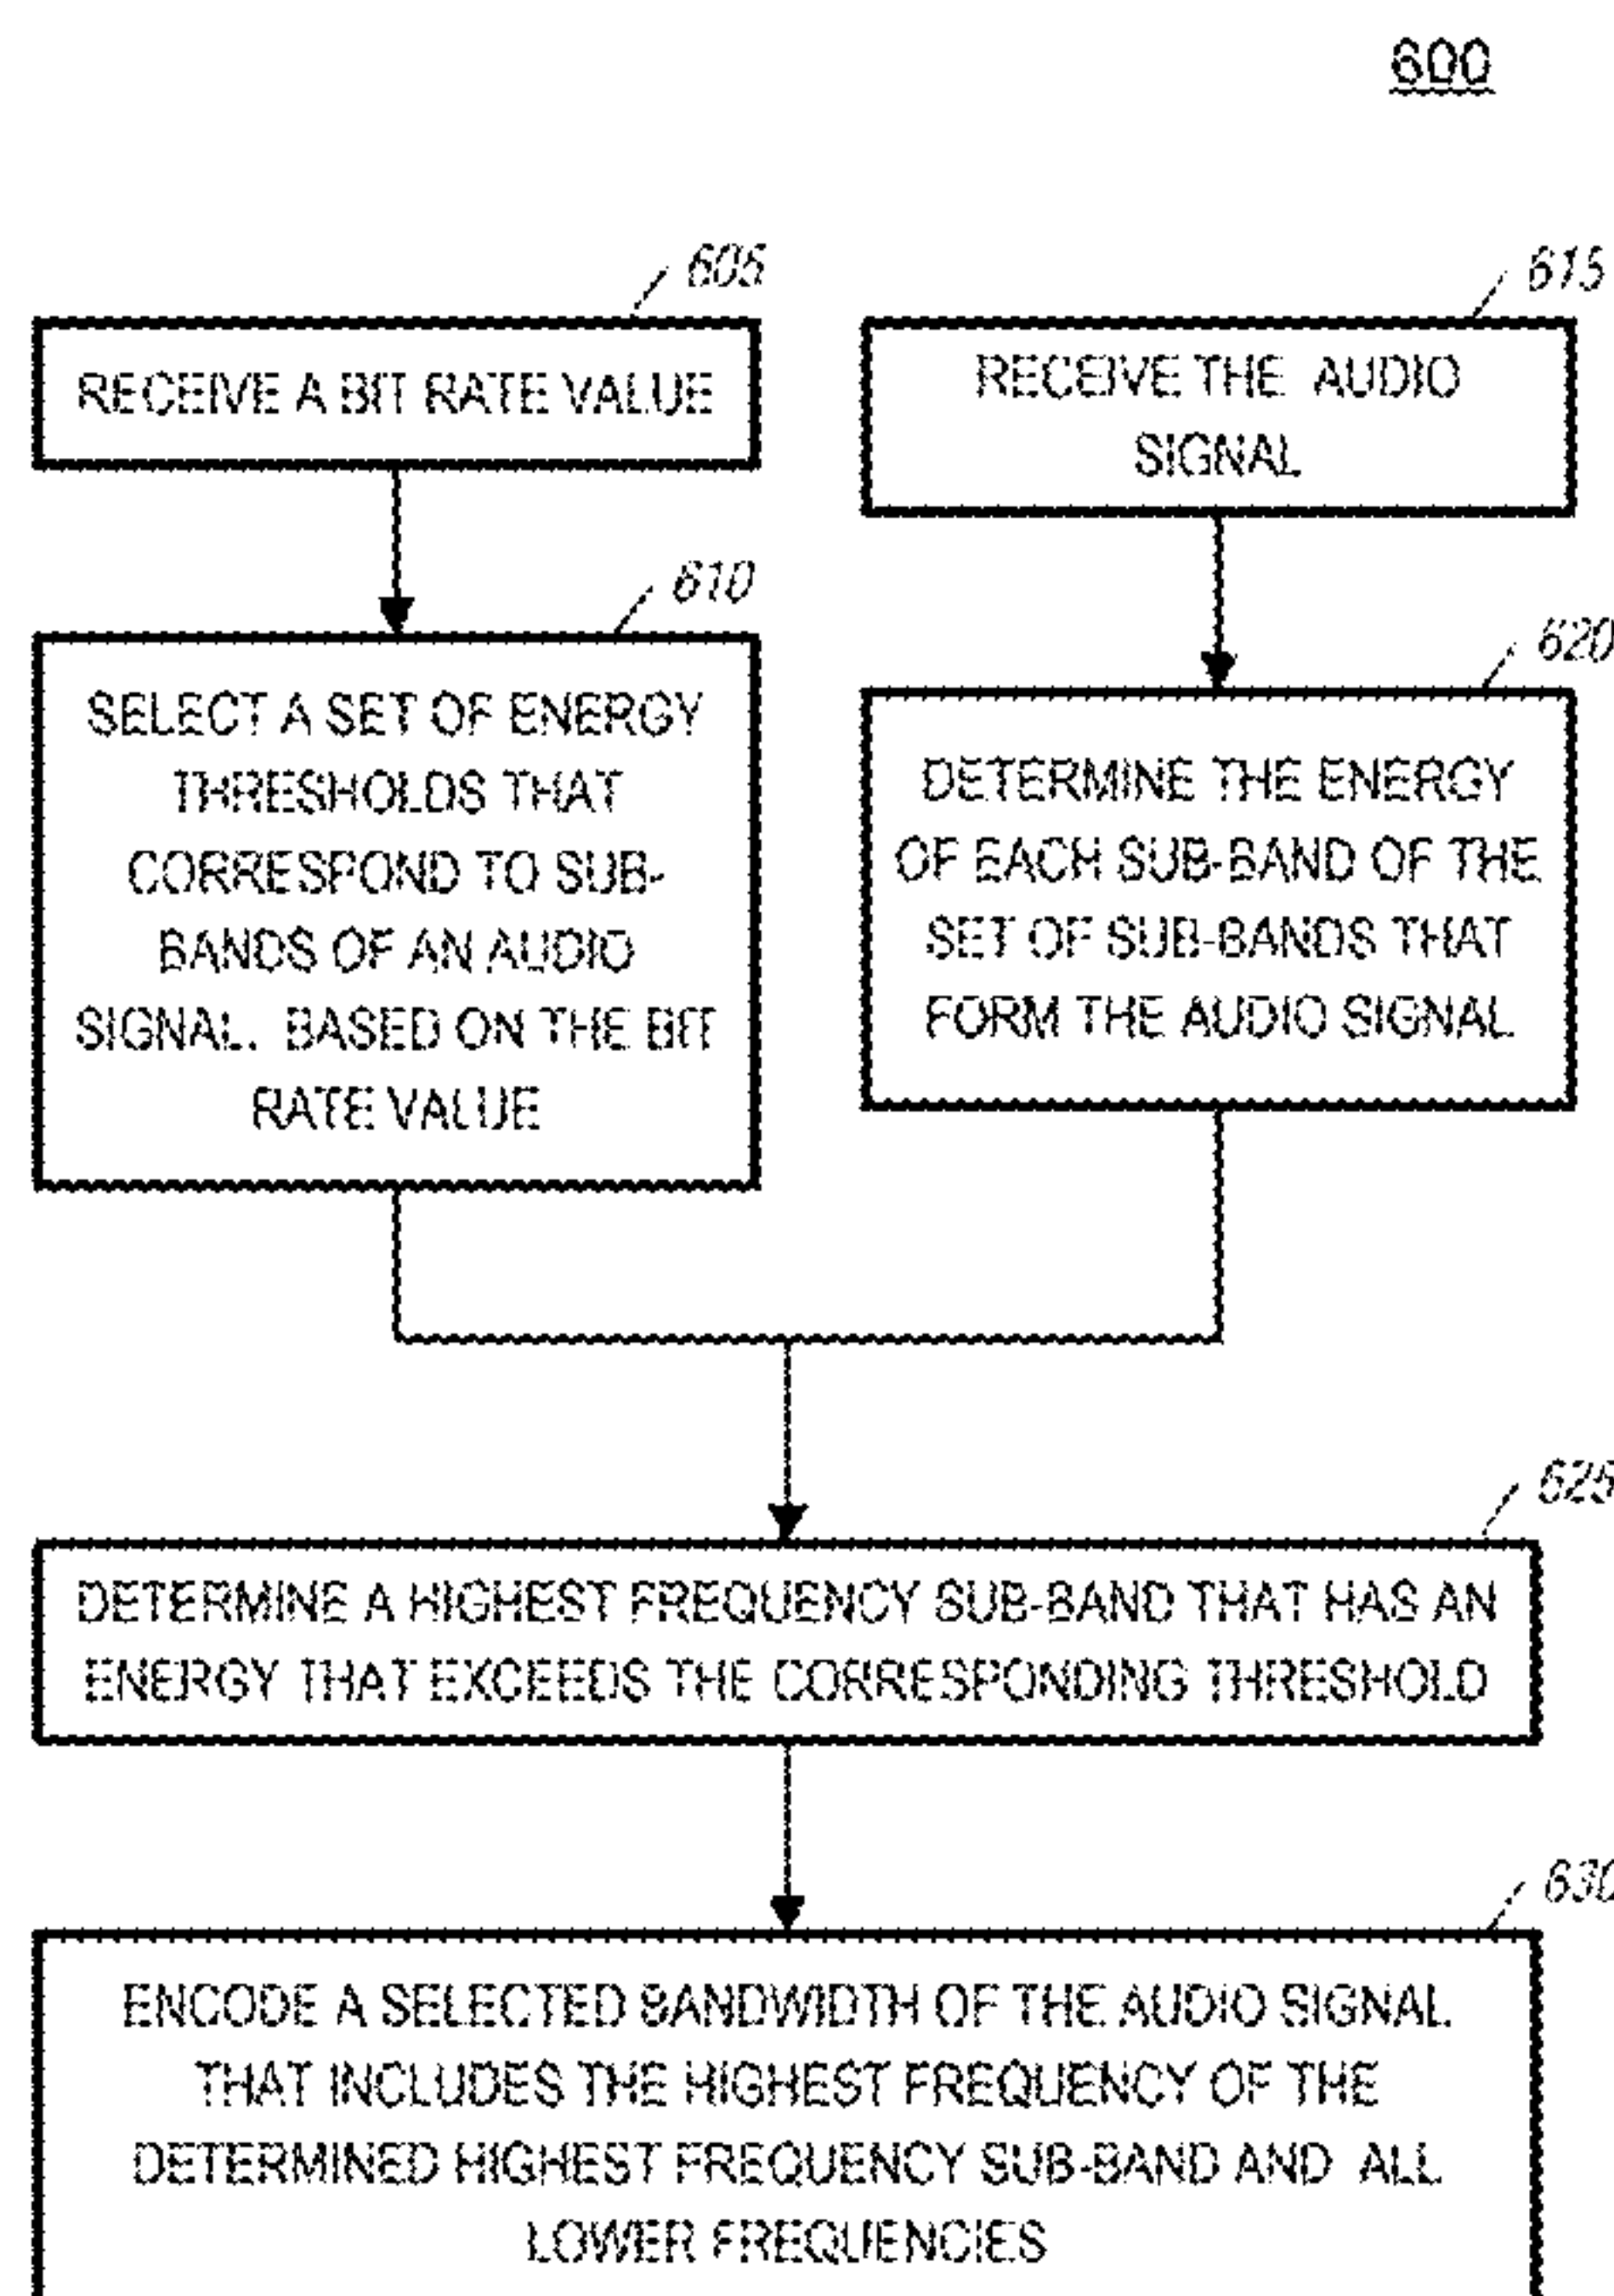 600
605
RECEIVE A BIT RATE VALUE
615
RECEIVE THE AUDIO
SIGNAL
610
SELECT A SET OF ENERGY
THRESHOLDS THAT
CORRESPOND TO SUB-
BANDS OF AN AUDIO
SIGNAL. BASED ON THE BIT
RATE VALUE
620
DETERMINE THE ENERGY
OF EACH SUB-BAND OF THE
SET OF SUB-BANDS THAT
FORM THE AUDIO SIGNAL
625
DETERMINE A HIGHEST FREQUENCY SUB-BAND THAT HAS AN
ENERGY THAT EXCEEDS THE CORRESPONDING THRESHOLD
630
ENCODE A SELECTED BANDWIDTH OF THE AUDIO SIGNAL
THAT INCLUDES THE HIGHEST FREQUENCY OF THE
DETERMINED HIGHEST FREQUENCY SUB-BAND AND ALL
LOWER FREQUENCIES